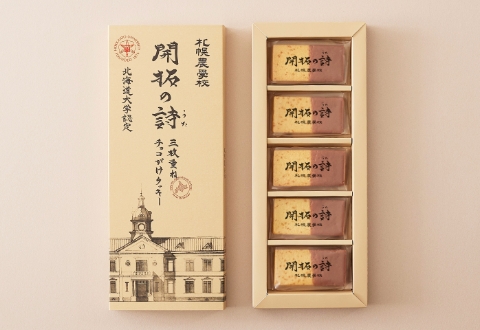 札幌農學校
開拓の詩
うた
三枚重ね
チョコがけクッキー
北海道大学認定
開拓の詩
札幌農學校
開拓の詩
札幌農學校
開拓の詩
札幌農學校
開拓の詩
札幌農學校
開拓の詩
札幌農學校